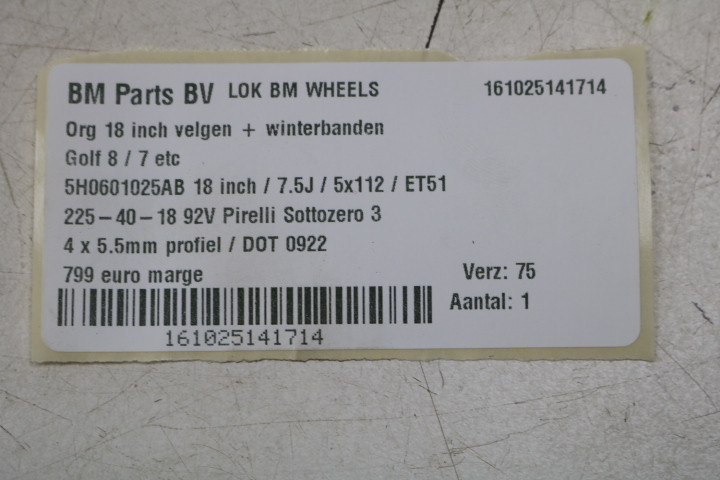 BM Parts BV LOK BM WHEELS 161025141714
Org 18 inch velgen + winterbanden
Golf 8 / 7 etc
5H0601025AB 18 inch / 7.5J / 5x112 / ET51
225-40-18 92V Pirelli Sottozero 3
4 x 5.5mm profiel / DOT 0922
799 euro marge Verz: 75
Aantal: 1
161025141714